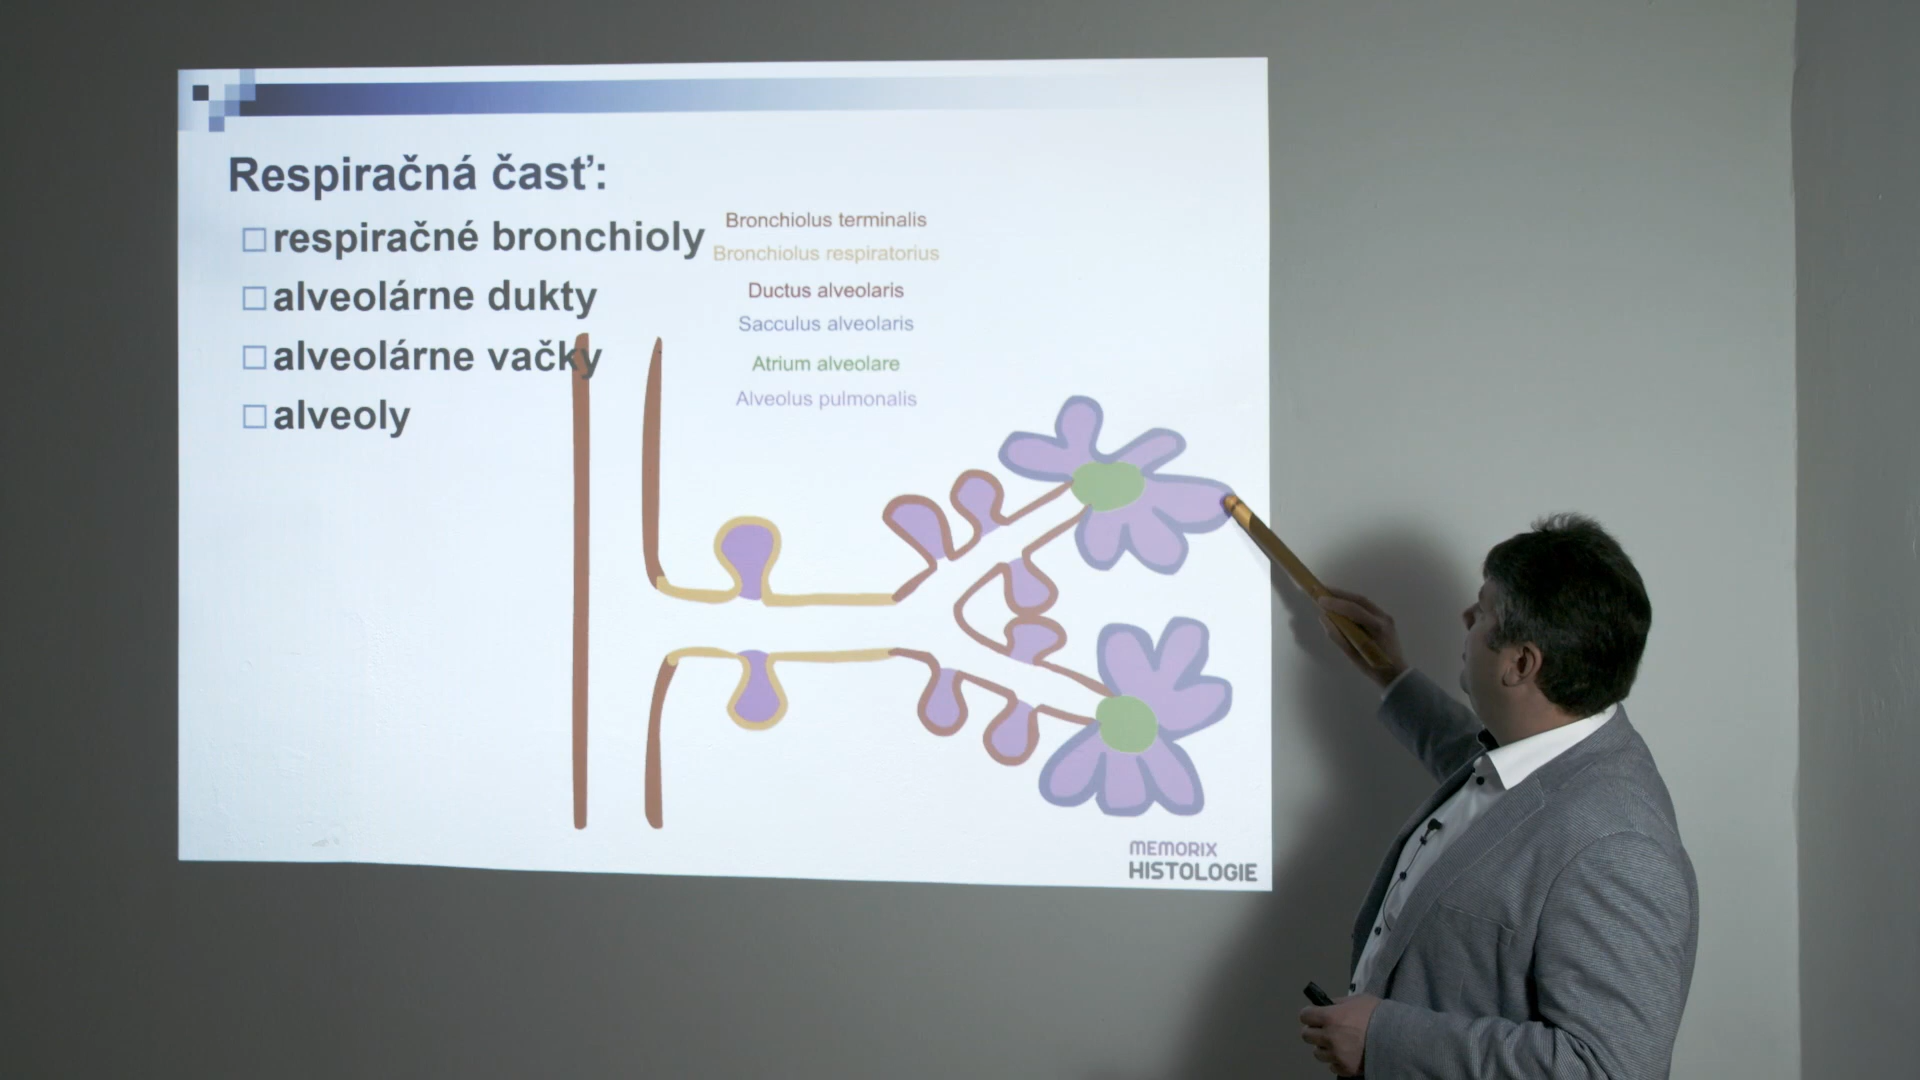 Respiračná časť:
respiračné bronchioly
alveolárne dukty
alveolárne vačky
alveoly
Bronchiolus terminalis
Bronchiolus respiratorius
Ductus alveolaris
Sacculus alveolaris
Atrium alveolare
Alveolus pulmonalis
MEMORIX
HISTOLOGIE